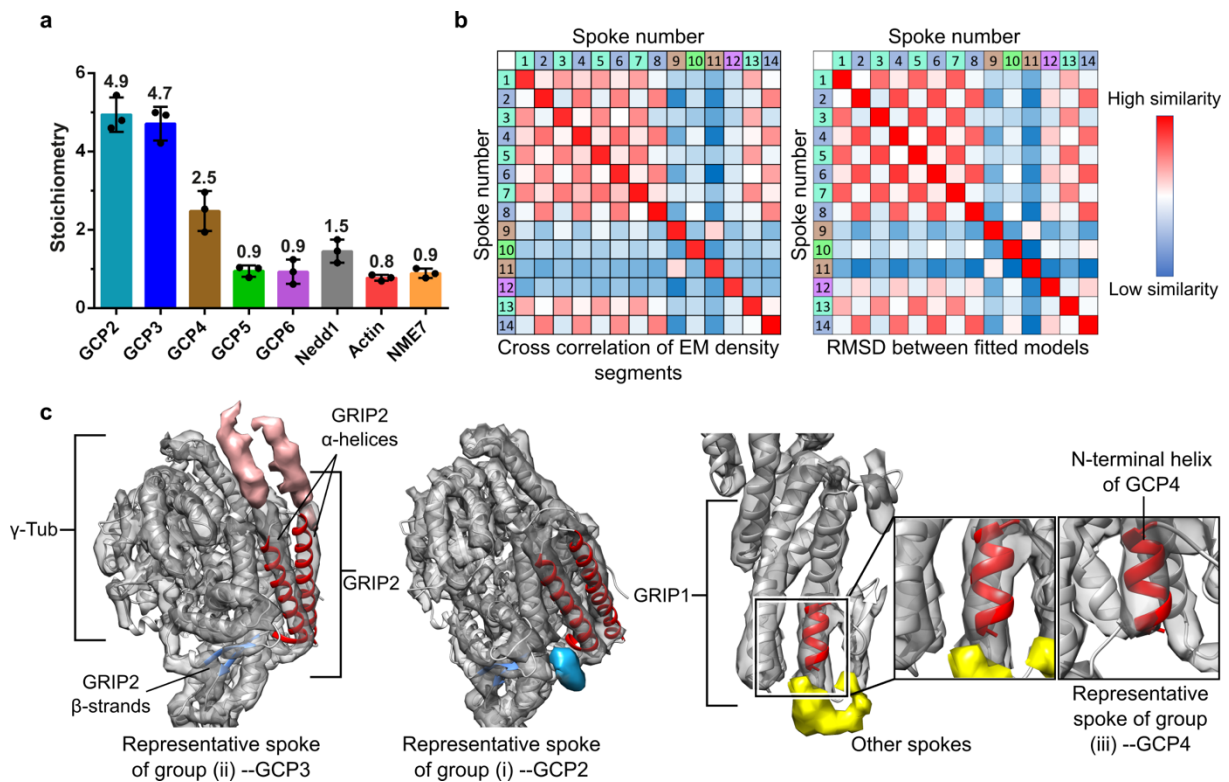 a
Stoichiometry
6
4
2
0
4.9
4.7
2.5
0.9
0.9
1.5
0.8
0.9
GCP2
GCP3
GCP4
GCP5
GCP6
Nedd1
Actin
NME7
b
Spoke number
1 2 3 4 5 6 7 8 9 10 11 12 13 14
Spoke number
1
2
3
4
5
6
7
8
9
10
11
12
13
14
Cross correlation of EM density
segments
Spoke number
1 2 3 4 5 6 7 8 9 10 11 12 13 14
Spoke number
1
2
3
4
5
6
7
8
9
10
11
12
13
14
RMSD between fitted models
High similarity
Low similarity
c
γ-Tub
GRIP2
α-helices
GRIP2
GRIP2
β-strands
Representative spoke
of group (ii) --GCP3
Representative spoke
of group (i) --GCP2
GRIP1
Other spokes
N-terminal helix
of GCP4
Representative
spoke of group
(iii) --GCP4